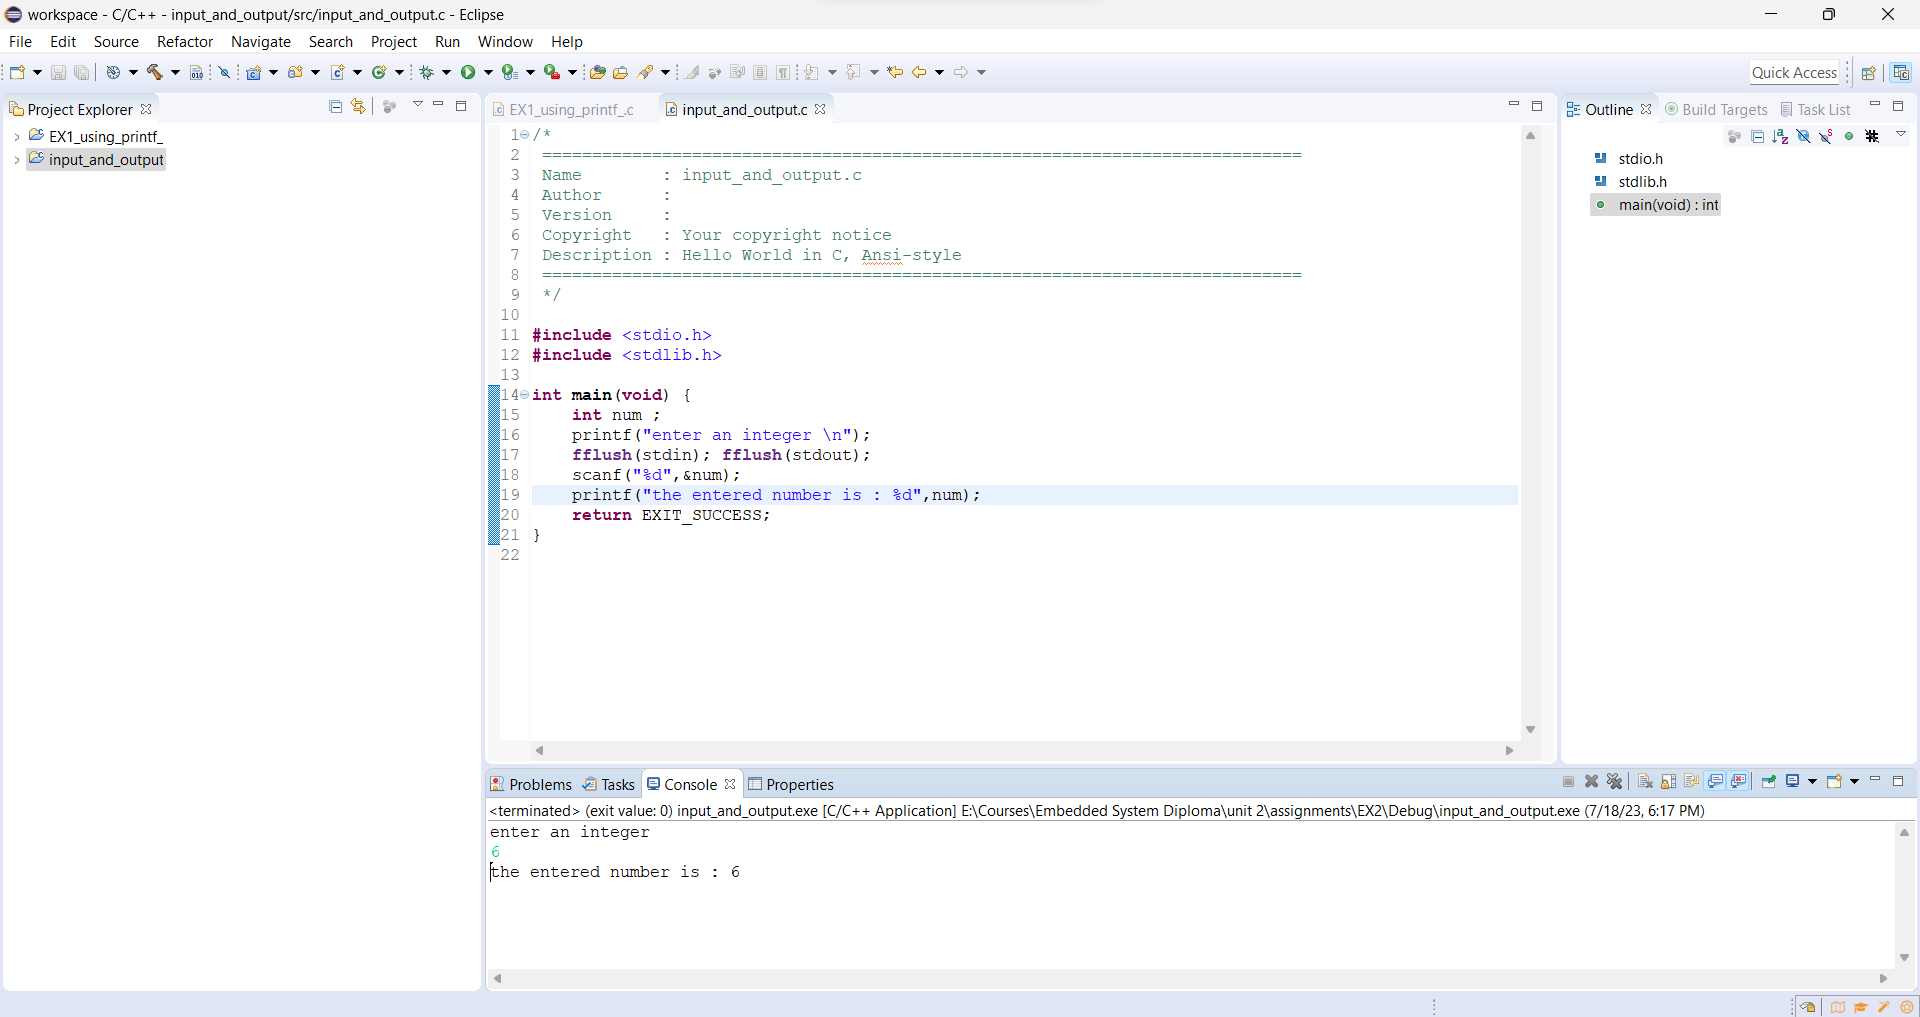 workspace - C/C++ - input_and_output/src/input_and_output.c - Eclipse
File Edit Source Refactor Navigate Search Project Run Window Help
Quick Access
Project Explorer
EX1_using_printf_
input_and_output
EX1_using_printf_.c input_and_output.c
1 /*
2 ============================================================================
3 Name        : input_and_output.c
4 Author      :
5 Version     :
6 Copyright   : Your copyright notice
7 Description : Hello World in C, Ansi-style
8 ============================================================================
9 */
10
11 #include <stdio.h>
12 #include <stdlib.h>
13
14 int main(void) {
15     int num ;
16     printf("enter an integer \n");
17     fflush(stdin); fflush(stdout);
18     scanf("%d",&num);
19     printf("the entered number is : %d",num);
20     return EXIT_SUCCESS;
21 }
22
Outline Build Targets Task List
stdio.h
stdlib.h
main(void) : int
Problems Tasks Console Properties
<terminated> (exit value: 0) input_and_output.exe [C/C++ Application] E:\Courses\Embedded System Diploma\unit 2\assignments\EX2\Debug\input_and_output.exe (7/18/23, 6:17 PM)
enter an integer
6
the entered number is : 6